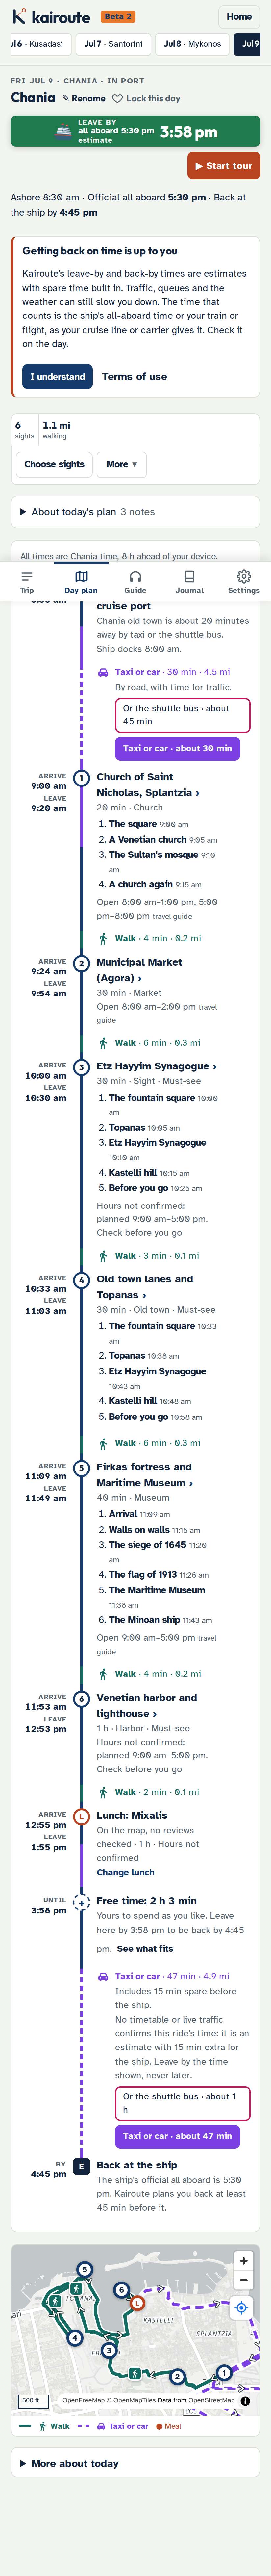 kairoute Beta 2 Home
ul 6 · Kusadasi Jul 7 · Santorini Jul 8 · Mykonos Jul 9
FRI JUL 9 · CHANIA · IN PORT
Chania ✎ Rename ♡ Lock this day
LEAVE BY
all aboard 5:30 pm
estimate
3:58 pm
▶ Start tour
Ashore 8:30 am · Official all aboard 5:30 pm · Back at
the ship by 4:45 pm
Getting back on time is up to you
Kairoute's leave-by and back-by times are estimates
with spare time built in. Traffic, queues and the
weather can still slow you down. The time that
counts is the ship's all-aboard time or your train or
flight, as your cruise line or carrier gives it. Check it
on the day.
I understand Terms of use
6
sights
1.1 mi
walking
Choose sights More ▾
▶ About today's plan 3 notes
All times are Chania time, 8 h ahead of your device.
Trip Day plan Guide Journal Settings
cruise port
Chania old town is about 20 minutes
away by taxi or the shuttle bus.
Ship docks 8:00 am.
Taxi or car · 30 min · 4.5 mi
By road, with time for traffic.
Or the shuttle bus · about
45 min
Taxi or car · about 30 min
ARRIVE
9:00 am
LEAVE
9:20 am
1
Church of Saint
Nicholas, Splantzia ›
20 min · Church
1. The square 9:00 am
2. A Venetian church 9:05 am
3. The Sultan's mosque 9:10
am
4. A church again 9:15 am
Open 8:00 am–1:00 pm, 5:00
pm–8:00 pm travel guide
Walk · 4 min · 0.2 mi
ARRIVE
9:24 am
LEAVE
9:54 am
2
Municipal Market
(Agora) ›
30 min · Market
Open 8:00 am–2:00 pm travel
guide
Walk · 6 min · 0.3 mi
ARRIVE
10:00 am
LEAVE
10:30 am
3
Etz Hayyim Synagogue ›
30 min · Sight · Must-see
1. The fountain square 10:00
am
2. Topanas 10:05 am
3. Etz Hayyim Synagogue
10:10 am
4. Kastelli hill 10:15 am
5. Before you go 10:25 am
Hours not confirmed:
planned 9:00 am–5:00 pm.
Check before you go
Walk · 3 min · 0.1 mi
ARRIVE
10:33 am
LEAVE
11:03 am
4
Old town lanes and
Topanas ›
30 min · Old town · Must-see
1. The fountain square 10:33
am
2. Topanas 10:38 am
3. Etz Hayyim Synagogue
10:43 am
4. Kastelli hill 10:48 am
5. Before you go 10:58 am
Walk · 6 min · 0.3 mi
ARRIVE
11:09 am
LEAVE
11:49 am
5
Firkas fortress and
Maritime Museum ›
40 min · Museum
1. Arrival 11:09 am
2. Walls on walls 11:15 am
3. The siege of 1645 11:20
am
4. The flag of 1913 11:26 am
5. The Maritime Museum
11:38 am
6. The Minoan ship 11:43 am
Open 9:00 am–5:00 pm travel
guide
Walk · 4 min · 0.2 mi
ARRIVE
11:53 am
LEAVE
12:53 pm
6
Venetian harbor and
lighthouse ›
1 h · Harbor · Must-see
Hours not confirmed:
planned 9:00 am–5:00 pm.
Check before you go
Walk · 2 min · 0.1 mi
ARRIVE
12:55 pm
LEAVE
1:55 pm
L
Lunch: Mixalis
On the map, no reviews
checked · 1 h · Hours not
confirmed
Change lunch
UNTIL
3:58 pm
+
Free time: 2 h 3 min
Yours to spend as you like. Leave
here by 3:58 pm to be back by 4:45
pm. See what fits
Taxi or car · 47 min · 4.9 mi
Includes 15 min spare before
the ship.
No timetable or live traffic
confirms this ride's time: it is an
estimate with 15 min extra for
the ship. Leave by the time
shown, never later.
Or the shuttle bus · about 1
h
Taxi or car · about 47 min
BY
4:45 pm
E
Back at the ship
The ship's official all aboard is 5:30
pm. Kairoute plans you back at least
45 min before it.
5 6 L 4 3 2 1
KASTELLI
SPLANTZIA
+
−
500 ft
OpenFreeMap © OpenMapTiles Data from OpenStreetMap
Walk Taxi or car Meal
▶ More about today